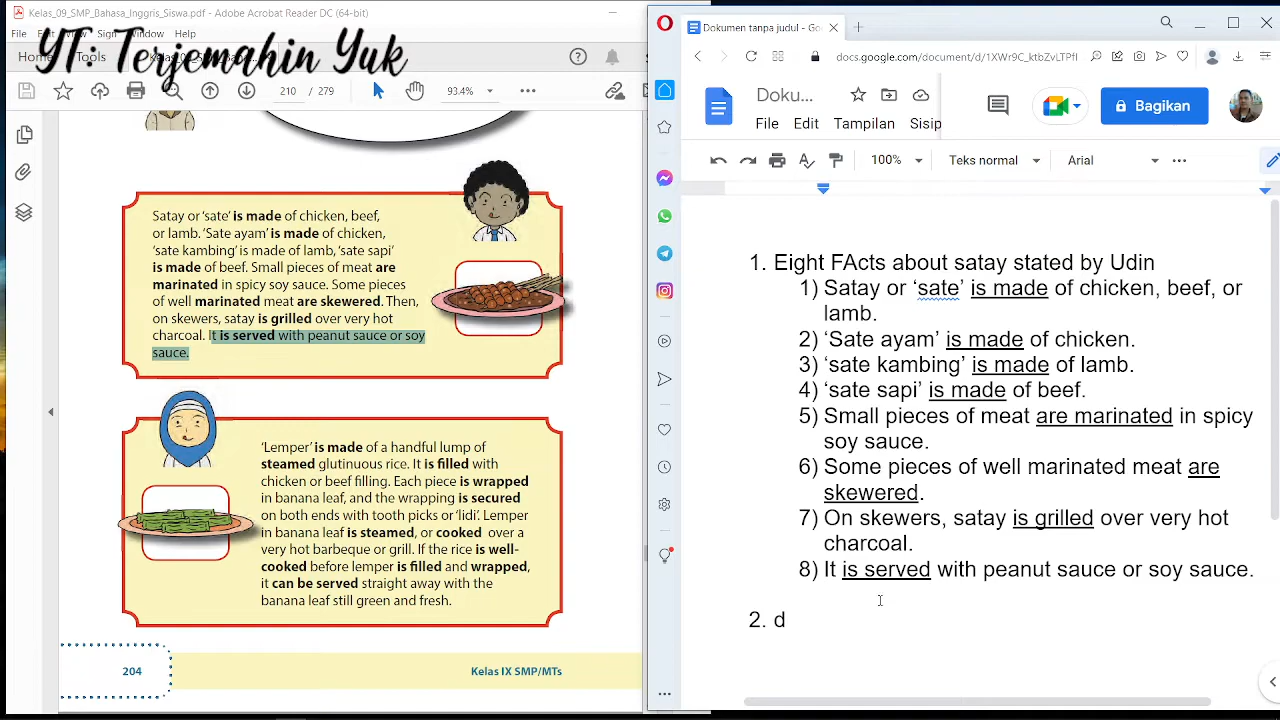 Kelas_09_SMP_Bahasa_Inggris_Siswa.pdf - Adobe Acrobat Reader DC (64-bit)
File Edit View Sign Window Help
YT: Terjemahin Yuk
Home Tools
210 / 279
93.4%
Satay or ‘sate’ is made of chicken, beef,
or lamb. ‘Sate ayam’ is made of chicken,
‘sate kambing’ is made of lamb, ‘sate sapi’
is made of beef. Small pieces of meat are
marinated in spicy soy sauce. Some pieces
of well marinated meat are skewered. Then,
on skewers, satay is grilled over very hot
charcoal. It is served with peanut sauce or soy
sauce.
‘Lemper’ is made of a handful lump of
steamed glutinous rice. It is filled with
chicken or beef filling. Each piece is wrapped
in banana leaf, and the wrapping is secured
on both ends with tooth picks or ‘lidi’. Lemper
in banana leaf is steamed, or cooked over a
very hot barbeque or grill. If the rice is well-
cooked before lemper is filled and wrapped,
it can be served straight away with the
banana leaf still green and fresh.
204
Kelas IX SMP/MTs
Dokumen tanpa judul - Goo
docs.google.com/document/d/1XWr9C_ktbZvLTPfI
Doku...
File Edit Tampilan Sisip
Bagikan
100% Teks normal Arial
1. Eight FActs about satay stated by Udin
1) Satay or ‘sate’ is made of chicken, beef, or
lamb.
2) ‘Sate ayam’ is made of chicken.
3) ‘sate kambing’ is made of lamb.
4) ‘sate sapi’ is made of beef.
5) Small pieces of meat are marinated in spicy
soy sauce.
6) Some pieces of well marinated meat are
skewered.
7) On skewers, satay is grilled over very hot
charcoal.
8) It is served with peanut sauce or soy sauce.
2. d